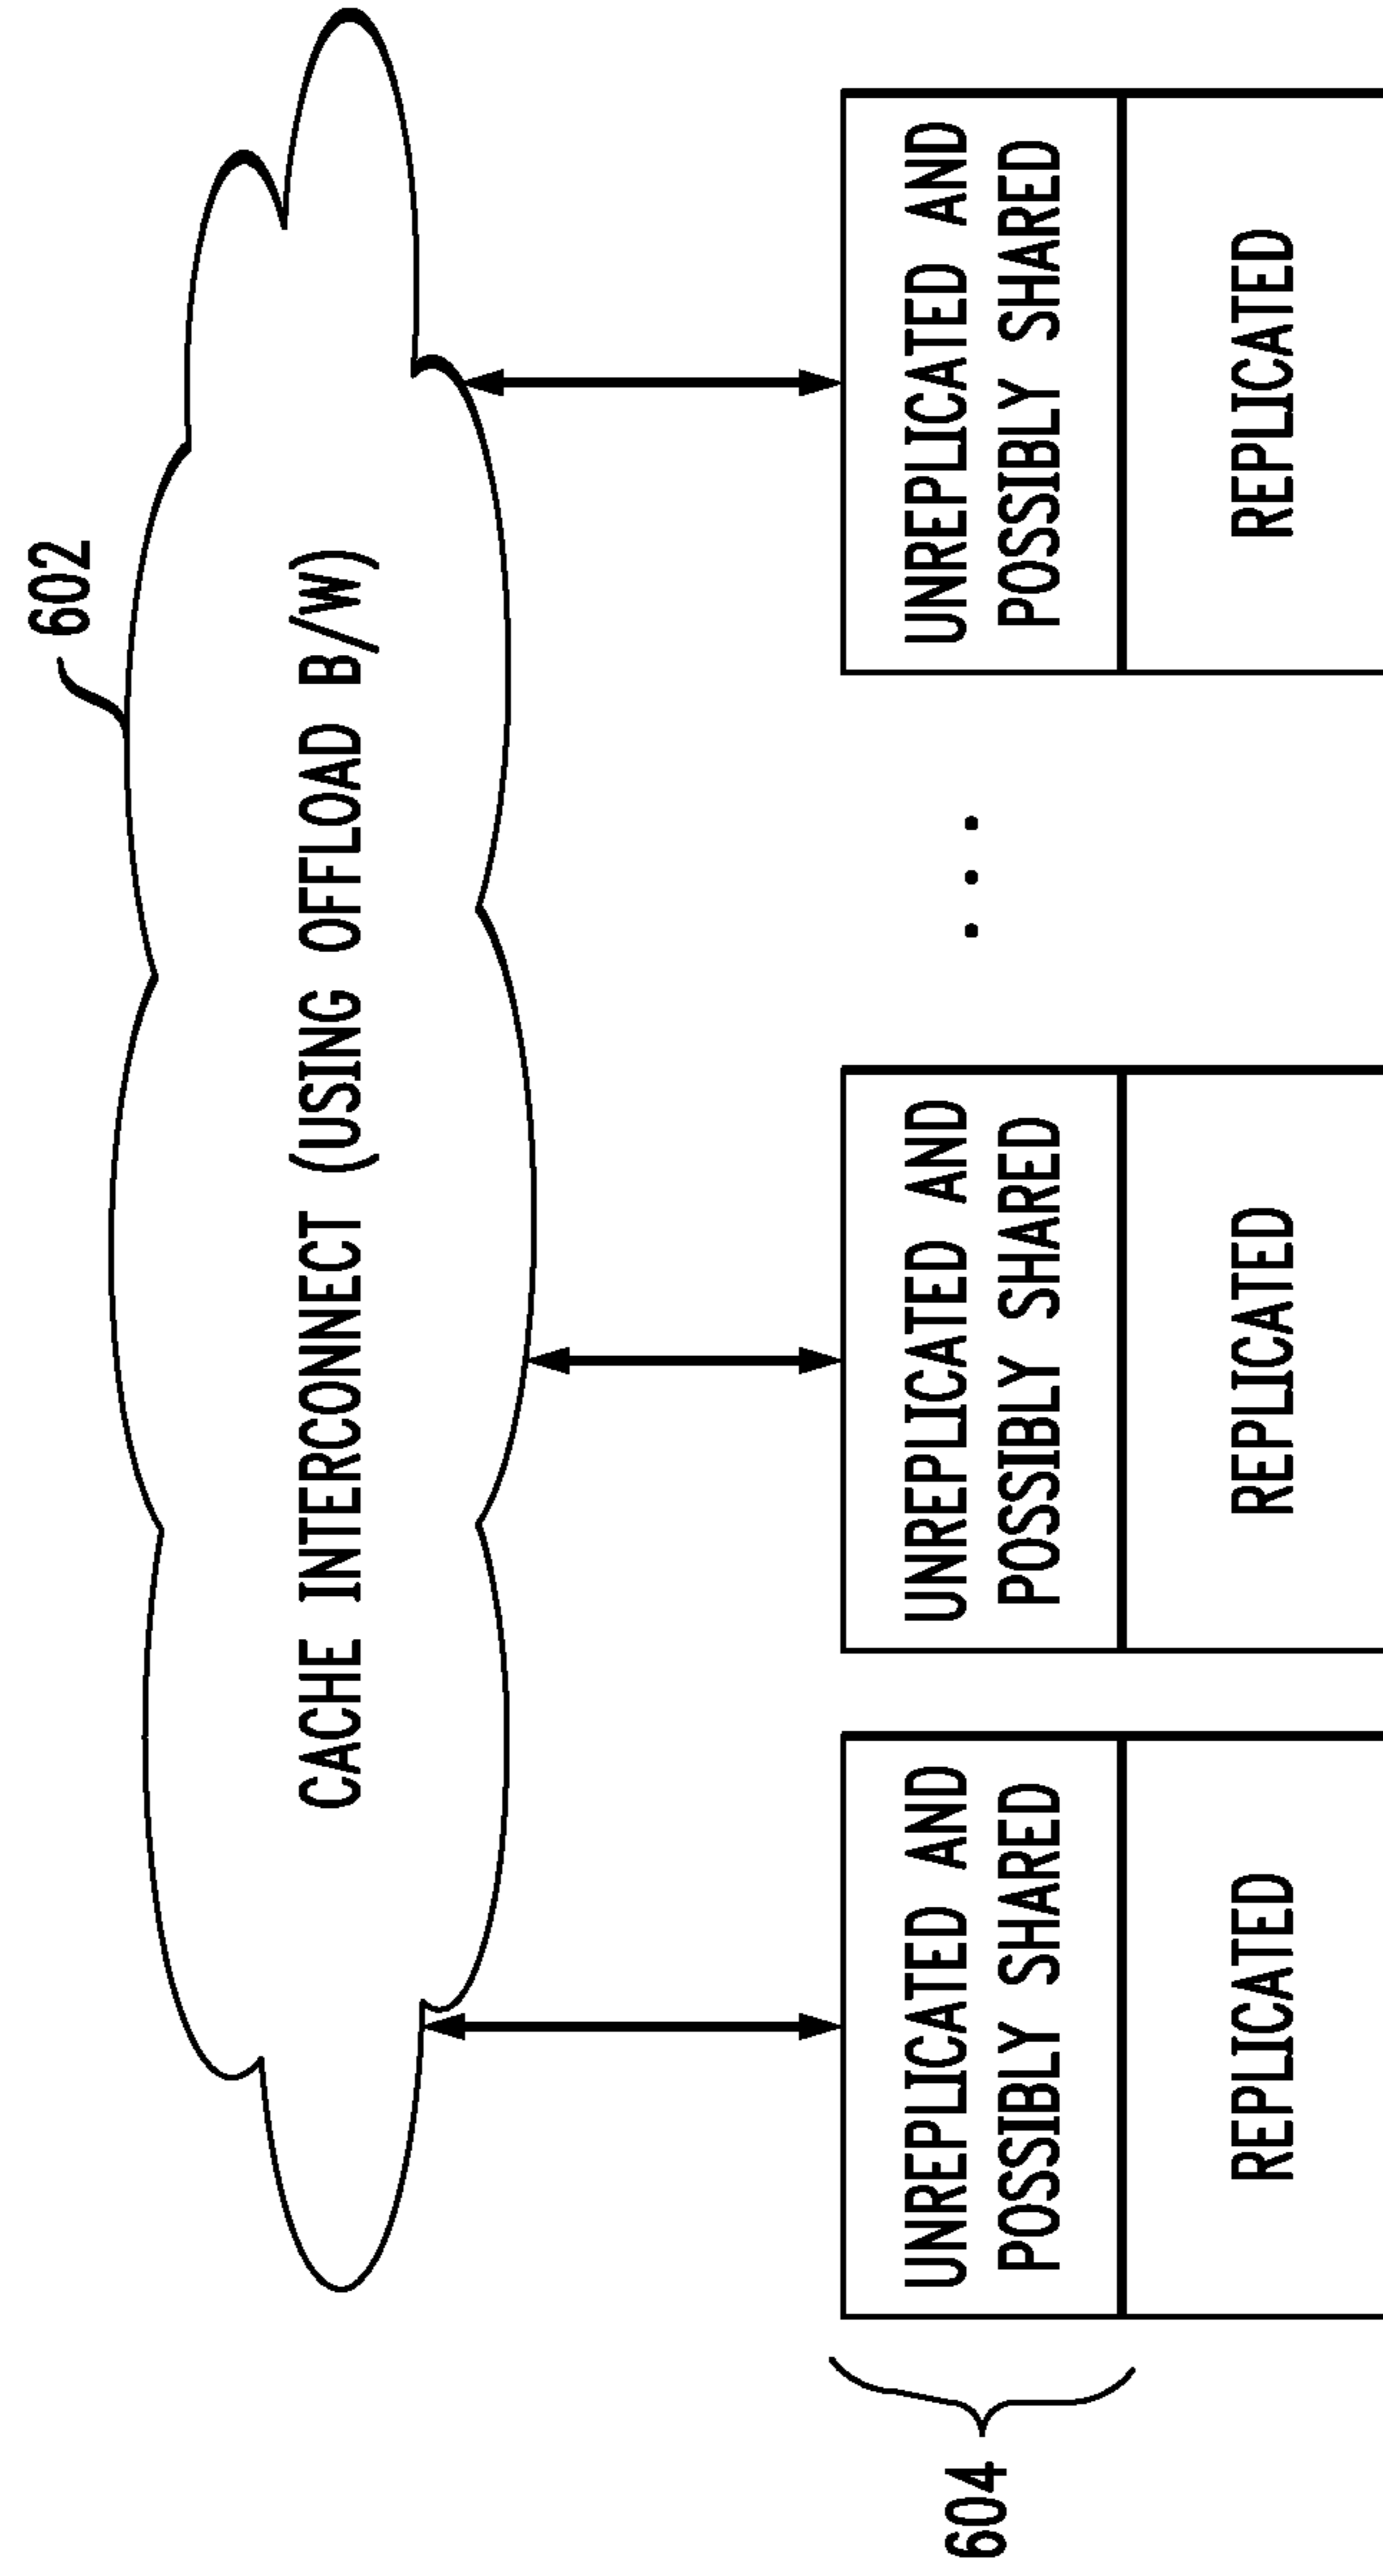 602
CACHE INTERCONNECT (USING OFFLOAD B/W)
604
UNREPLICATED AND
POSSIBLY SHARED
REPLICATED
UNREPLICATED AND
POSSIBLY SHARED
REPLICATED
. . .
UNREPLICATED AND
POSSIBLY SHARED
REPLICATED